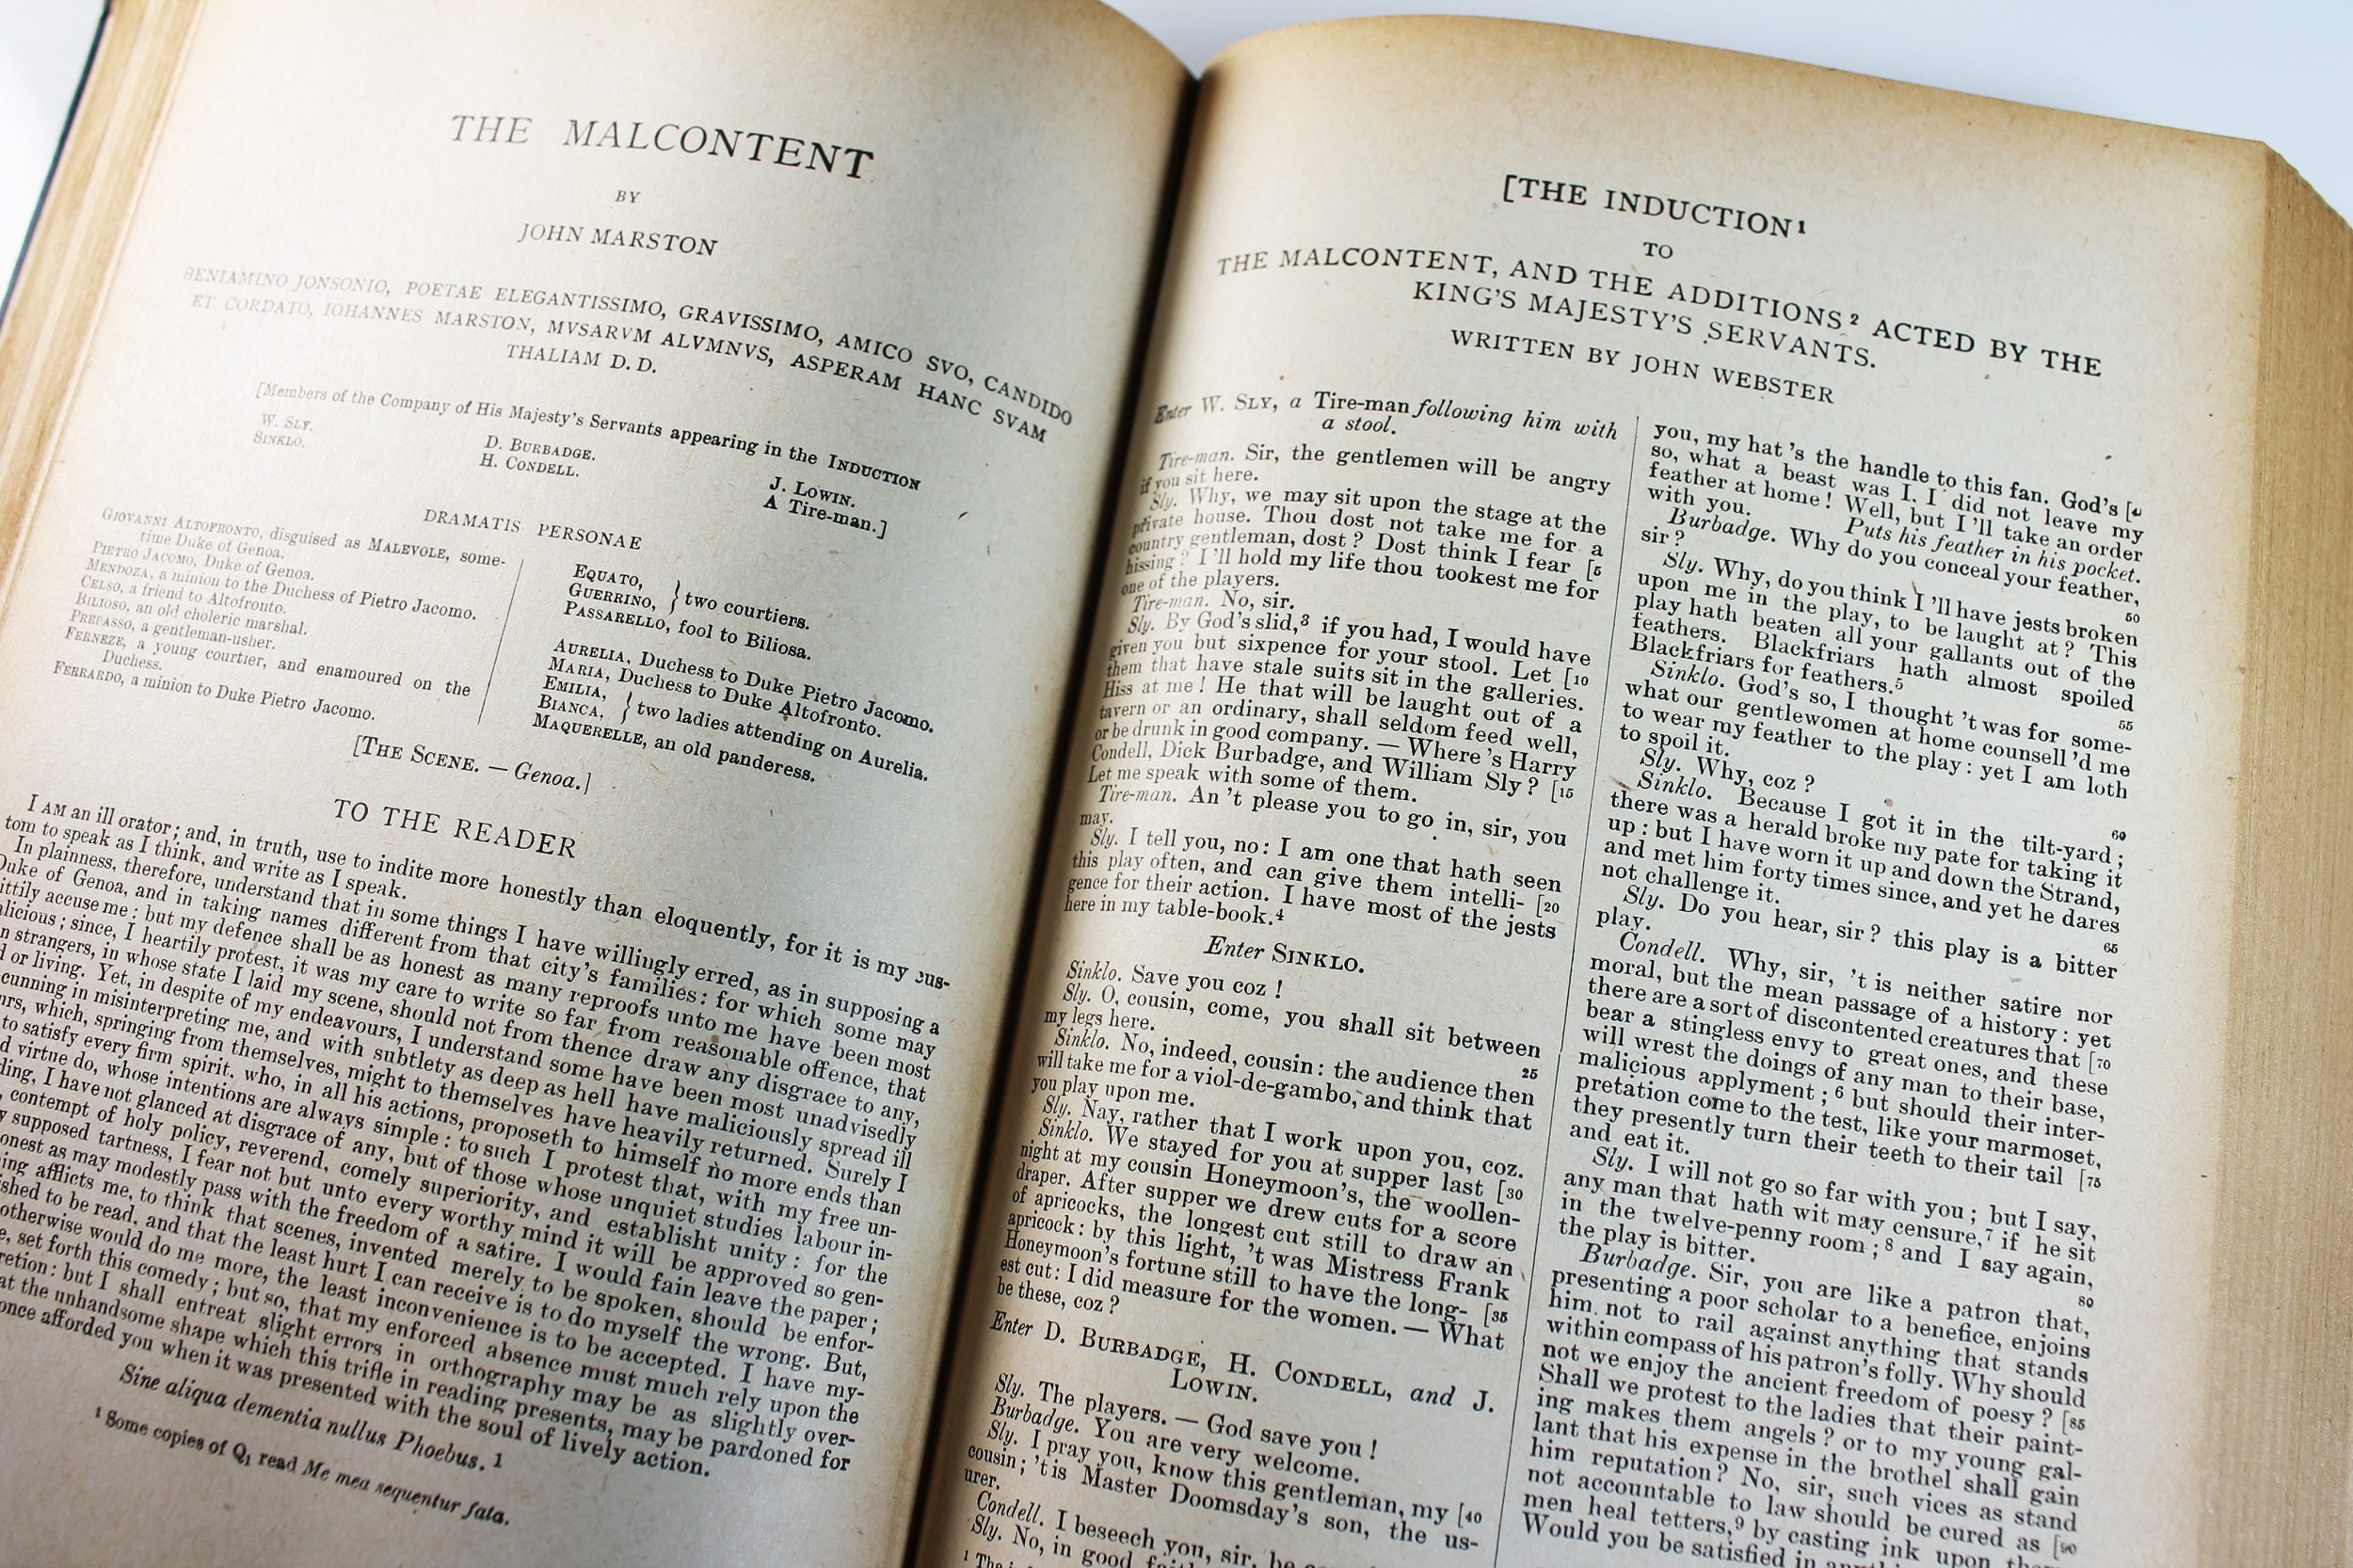 THE MALCONTENT
BY
JOHN MARSTON
BENIAMINO JONSONIO, POETAE ELEGANTISSIMO, GRAVISSIMO, AMICO SVO, CANDIDO
ET CORDATO, IOHANNES MARSTON, MVSARVM ALVMNVS, ASPERAM HANC SVAM
THALIAM D. D.
[Members of the Company of His Majesty's Servants appearing in the INDUCTION
W. SLY.
SINKLO.
D. BURBADGE.
H. CONDELL.
J. LOWIN.
A Tire-man.]
DRAMATIS PERSONAE
GIOVANNI ALTOFRONTO, disguised as MALEVOLE, some-
time Duke of Genoa.
PIETRO JACOMO, Duke of Genoa.
MENDOZA, a minion to the Duchess of Pietro Jacomo.
CELSO, a friend to Altofronto.
BILIOSO, an old choleric marshal.
PREPASSO, a gentleman-usher.
FERNEZE, a young courtier, and enamoured on the
Duchess.
FERRARDO, a minion to Duke Pietro Jacomo.
EQUATO,
GUERRINO, } two courtiers.
PASSARELLO, fool to Biliosa.
AURELIA, Duchess to Duke Pietro Jacomo.
MARIA, Duchess to Duke Altofronto.
EMILIA,
BIANCA, } two ladies attending on Aurelia.
MAQUERELLE, an old panderess.
[THE SCENE. — Genoa.]
TO THE READER
I AM an ill orator; and, in truth, use to indite more honestly than eloquently, for it is my cus-
tom to speak as I think, and write as I speak.
In plainness, therefore, understand that in some things I have willingly erred, as in supposing a
Duke of Genoa, and in taking names different from that city's families: for which some may
wittily accuse me: but my defence shall be as honest as many reproofs unto me have been most
malicious; since, I heartily protest, it was my care to write so far from reasonable offence, that
strangers, in whose state I laid my scene, should not from thence draw any disgrace to any,
or living. Yet, in despite of my endeavours, I understand some have been most unadvisedly
cunning in misinterpreting me, and with subtlety as deep as hell have maliciously spread ill
which, springing from themselves, might to themselves have heavily returned. Surely I
to satisfy every firm spirit, who, in all his actions, proposeth to himself no more ends than
virtue do, whose intentions are always simple: to such I protest that, with my free un-
I have not glanced at disgrace of any, but of those whose unquiet studies labour in-
contempt of holy policy, reverend, comely superiority, and establisht unity: for the
supposed tartness, I fear not but unto every worthy mind it will be approved so gen-
as may modestly pass with the freedom of a satire. I would fain leave the paper;
afflicts me, to think that scenes, invented merely to be spoken, should be enfor-
to be read, and that the least hurt I can receive is to do myself the wrong. But,
otherwise would do me more, the least inconvenience is to be accepted. I have my-
set forth this comedy; but so, that my enforced absence must much rely upon the
but I shall entreat slight errors in orthography may be as slightly over-
the unhandsome shape which this trifle in reading presents, may be pardoned for
once afforded you when it was presented with the soul of lively action.
Sine aliqua dementia nullus Phoebus. 1
1 Some copies of Q1 read Me mea sequentur fata.
[THE INDUCTION1
TO
THE MALCONTENT, AND THE ADDITIONS2 ACTED BY THE
KING'S MAJESTY'S SERVANTS.
WRITTEN BY JOHN WEBSTER
Enter W. SLY, a Tire-man following him with
a stool.
Tire-man. Sir, the gentlemen will be angry
if you sit here.
Sly. Why, we may sit upon the stage at the
private house. Thou dost not take me for a
country gentleman, dost? Dost think I fear [5
hissing? I'll hold my life thou tookest me for
one of the players.
Tire-man. No, sir.
Sly. By God's slid,3 if you had, I would have
given you but sixpence for your stool. Let [10
them that have stale suits sit in the galleries.
Hiss at me! He that will be laught out of a
tavern or an ordinary, shall seldom feed well,
or be drunk in good company. — Where's Harry
Condell, Dick Burbadge, and William Sly? [15
Let me speak with some of them.
Tire-man. An't please you to go in, sir, you
may.
Sly. I tell you, no: I am one that hath seen
this play often, and can give them intelli- [20
gence for their action. I have most of the jests
here in my table-book.4
Enter SINKLO.
Sinklo. Save you coz!
Sly. O, cousin, come, you shall sit between
my legs here. 25
Sinklo. No, indeed, cousin: the audience then
will take me for a viol-de-gambo, and think that
you play upon me.
Sly. Nay, rather that I work upon you, coz.
Sinklo. We stayed for you at supper last [30
night at my cousin Honeymoon's, the woollen-
draper. After supper we drew cuts for a score
of apricocks, the longest cut still to draw an
apricock: by this light, 't was Mistress Frank
Honeymoon's fortune still to have the long- [35
est cut: I did measure for the women. — What
be these, coz?
Enter D. BURBADGE, H. CONDELL, and J.
LOWIN.
Sly. The players. — God save you!
Burbadge. You are very welcome.
Sly. I pray you, know this gentleman, my [40
cousin; 't is Master Doomsday's son, the us-
urer.
Condell. I beseech you, sir, be
Sly. No, in good
you, my hat's the handle to this fan. God's [4
so, what a beast was I, I did not leave my
feather at home! Well, but I'll take an order
with you. Puts his feather in his pocket.
Burbadge. Why do you conceal your feather,
sir? 50
Sly. Why, do you think I'll have jests broken
upon me in the play, to be laught at? This
play hath beaten all your gallants out of the
feathers. Blackfriars hath almost spoiled
Blackfriars for feathers.5 55
Sinklo. God's so, I thought 't was for some-
what our gentlewomen at home counsell'd me
to wear my feather to the play: yet I am loth
to spoil it.
Sly. Why, coz? 60
Sinklo. Because I got it in the tilt-yard;
there was a herald broke my pate for taking it
up: but I have worn it up and down the Strand,
and met him forty times since, and yet he dares
not challenge it. 65
Sly. Do you hear, sir? this play is a bitter
play.
Condell. Why, sir, 't is neither satire nor
moral, but the mean passage of a history: yet
there are a sort of discontented creatures that [70
bear a stingless envy to great ones, and these
will wrest the doings of any man to their base,
malicious applyment;6 but should their inter-
pretation come to the test, like your marmoset,
they presently turn their teeth to their tail [75
and eat it.
Sly. I will not go so far with you; but I say,
any man that hath wit may censure,7 if he sit
in the twelve-penny room;8 and I say again,
the play is bitter. 80
Burbadge. Sir, you are like a patron that,
presenting a poor scholar to a benefice, enjoins
him not to rail against anything that stands
within compass of his patron's folly. Why should
not we enjoy the ancient freedom of poesy? [85
Shall we protest to the ladies that their paint-
ing makes them angels? or to my young gal-
lant that his expense in the brothel shall gain
him reputation? No, sir, such vices as stand
not accountable to law should be cured as [90
men heal tetters,9 by casting ink upon them.
Would you be satisfied in